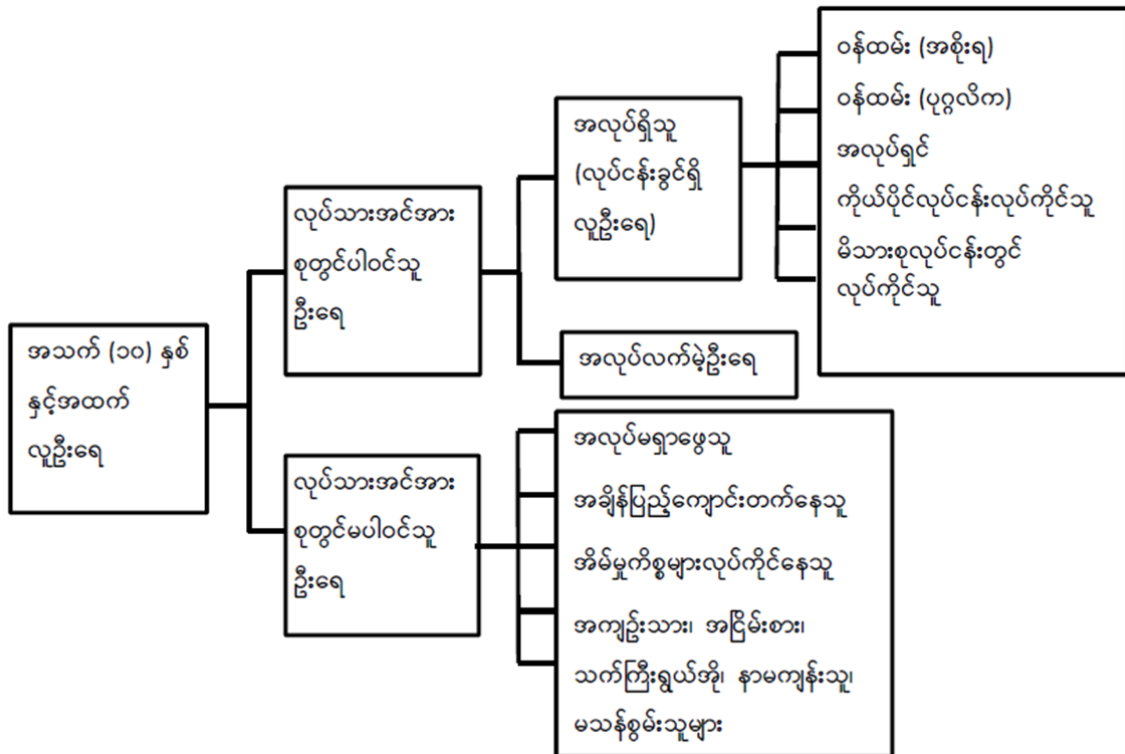 အသက် (၁၀) နှစ်
နှင့်အထက်
လူဦးရေ
လုပ်သားအင်အား
စုတွင်ပါဝင်သူ
ဦးရေ
အလုပ်ရှိသူ
(လုပ်ငန်းခွင်ရှိ
လူဦးရေ)
ဝန်ထမ်း (အစိုးရ)
ဝန်ထမ်း (ပုဂ္ဂလိက)
အလုပ်ရှင်
ကိုယ်ပိုင်လုပ်ငန်းလုပ်ကိုင်သူ
မိသားစုလုပ်ငန်းတွင်
လုပ်ကိုင်သူ
အလုပ်လက်မဲ့ဦးရေ
လုပ်သားအင်အား
စုတွင်မပါဝင်သူ
ဦးရေ
အလုပ်မရှာဖွေသူ
အချိန်ပြည့်ကျောင်းတက်နေသူ
အိမ်မှုကိစ္စများလုပ်ကိုင်နေသူ
အကျဉ်းသား၊ အငြိမ်းစား၊
သက်ကြီးရွယ်အို၊ နာမကျန်းသူ၊
မသန်စွမ်းသူများ